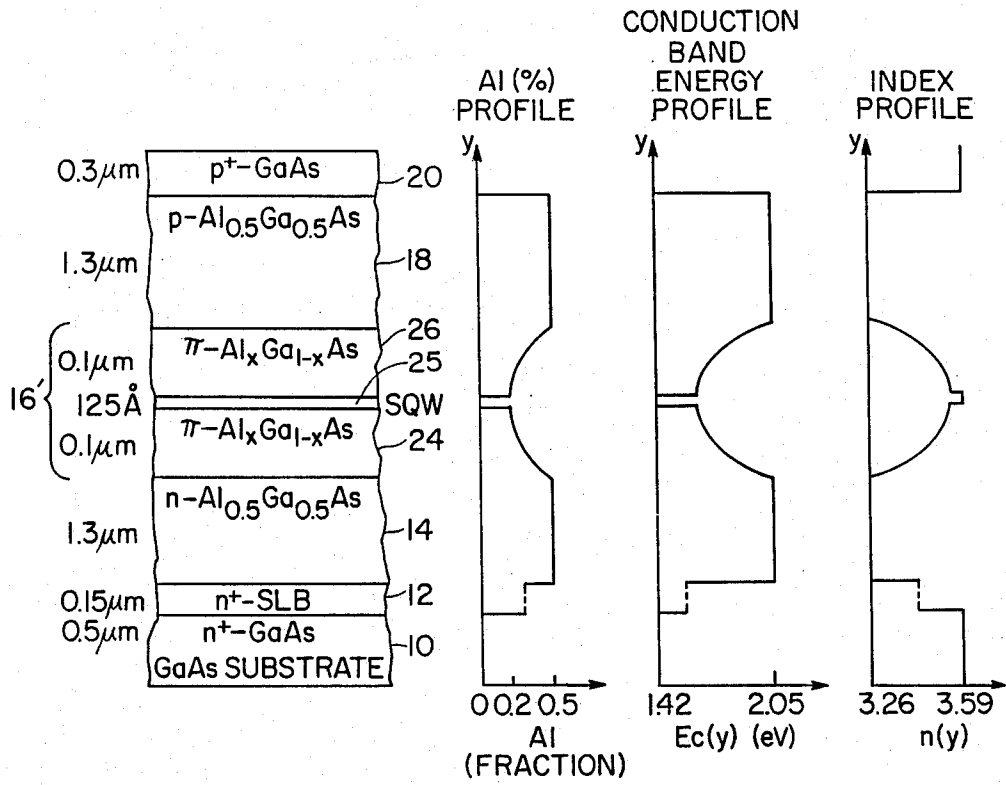 CONDUCTION
BAND
ENERGY
PROFILE
Al (%)
PROFILE
INDEX
PROFILE
y
y
y
0.3μm
p⁺-GaAs
20
p-Al₀.₅Ga₀.₅As
1.3μm
18
26
π-AlₓGa₁₋ₓAs
0.1μm
25
16'
125Å
SQW
π-AlₓGa₁₋ₓAs
0.1μm
24
n-Al₀.₅Ga₀.₅As
1.3μm
14
0.15μm
n⁺-SLB
12
0.5μm
n⁺-GaAs
10
GaAs SUBSTRATE
0 0.2 0.5
Al
(FRACTION)
1.42 2.05
Ec(y) (eV)
3.26 3.59
n(y)